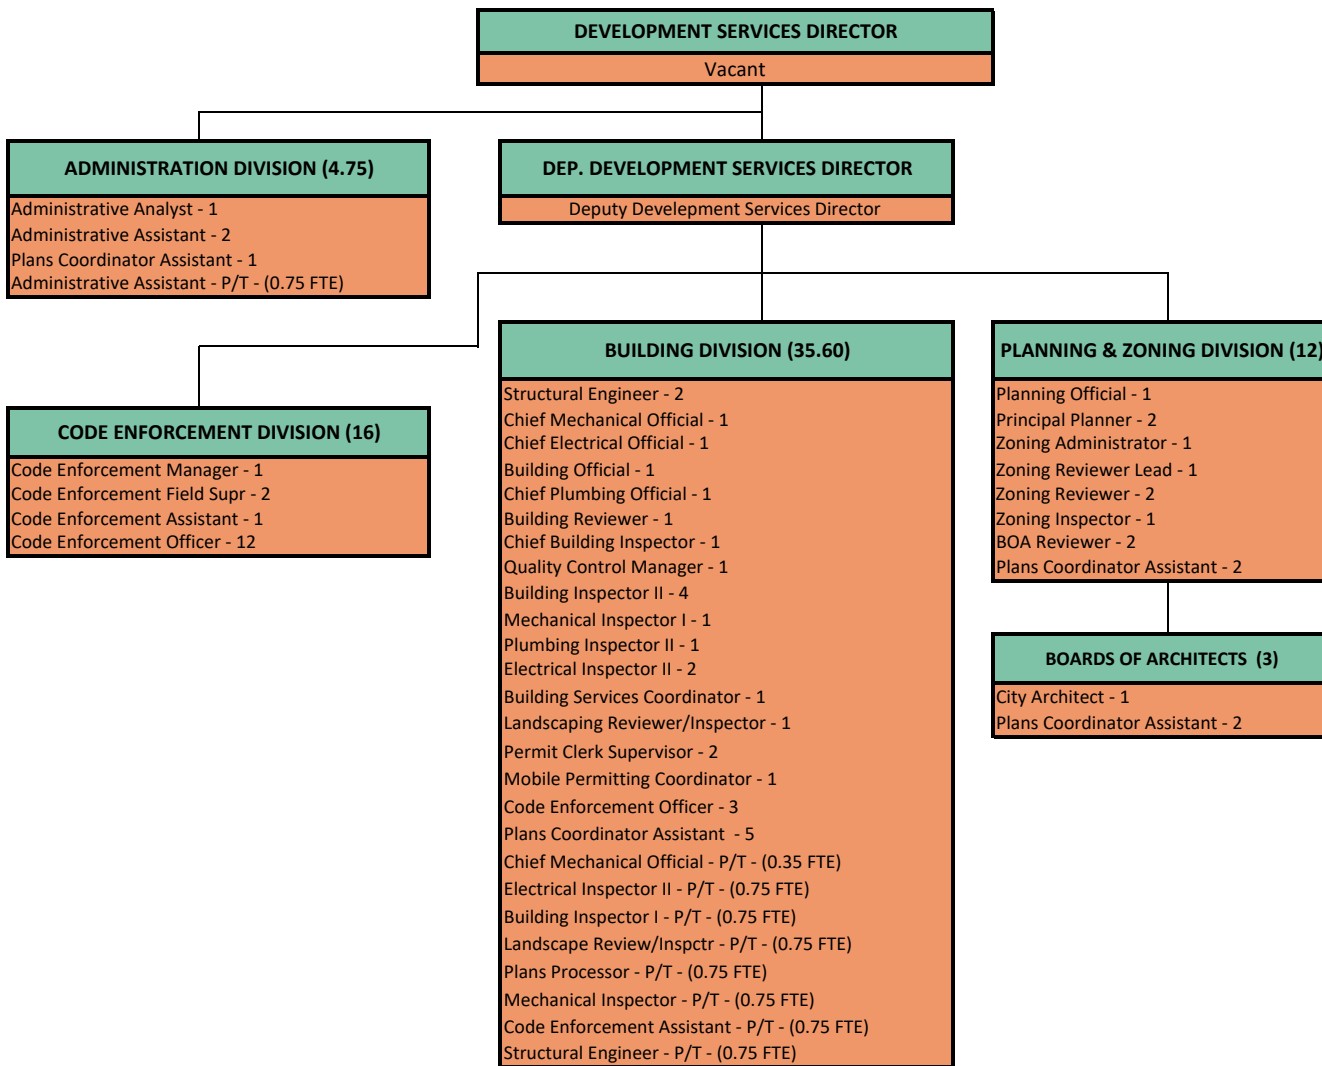 DEVELOPMENT SERVICES DIRECTOR
Vacant
ADMINISTRATION DIVISION (4.75)
Administrative Analyst - 1
Administrative Assistant - 2
Plans Coordinator Assistant - 1
Administrative Assistant - P/T - (0.75 FTE)
DEP. DEVELOPMENT SERVICES DIRECTOR
Deputy Develepment Services Director
CODE ENFORCEMENT DIVISION (16)
Code Enforcement Manager - 1
Code Enforcement Field Supr - 2
Code Enforcement Assistant - 1
Code Enforcement Officer - 12
BUILDING DIVISION (35.60)
Structural Engineer - 2
Chief Mechanical Official - 1
Chief Electrical Official - 1
Building Official - 1
Chief Plumbing Official - 1
Building Reviewer - 1
Chief Building Inspector - 1
Quality Control Manager - 1
Building Inspector II - 4
Mechanical Inspector I - 1
Plumbing Inspector II - 1
Electrical Inspector II - 2
Building Services Coordinator - 1
Landscaping Reviewer/Inspector - 1
Permit Clerk Supervisor - 2
Mobile Permitting Coordinator - 1
Code Enforcement Officer - 3
Plans Coordinator Assistant  - 5
Chief Mechanical Official - P/T - (0.35 FTE)
Electrical Inspector II - P/T - (0.75 FTE)
Building Inspector I - P/T - (0.75 FTE)
Landscape Review/Inspctr - P/T - (0.75 FTE)
Plans Processor - P/T - (0.75 FTE)
Mechanical Inspector - P/T - (0.75 FTE)
Code Enforcement Assistant - P/T - (0.75 FTE)
Structural Engineer - P/T - (0.75 FTE)
PLANNING & ZONING DIVISION (12)
Planning Official - 1
Principal Planner - 2
Zoning Administrator - 1
Zoning Reviewer Lead - 1
Zoning Reviewer - 2
Zoning Inspector - 1
BOA Reviewer - 2
Plans Coordinator Assistant - 2
BOARDS OF ARCHITECTS  (3)
City Architect - 1
Plans Coordinator Assistant - 2